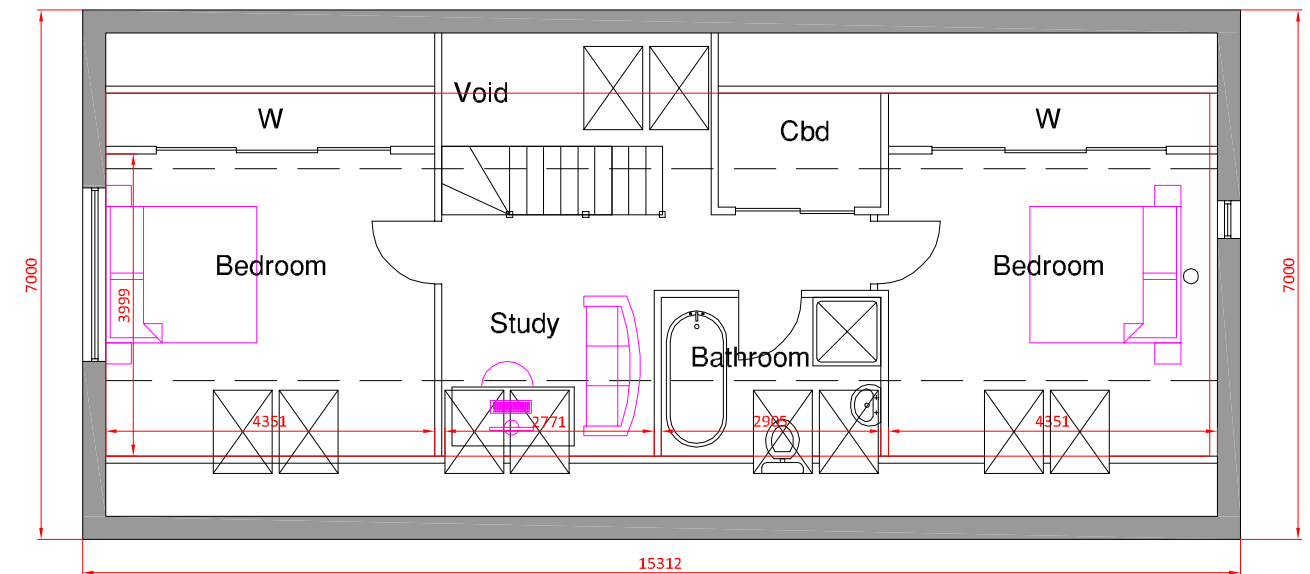 Void
W
Cbd
W
7000
3999
Bedroom
Bedroom
7000
Study
Bathroom
4351
2771
2905
4351
15312